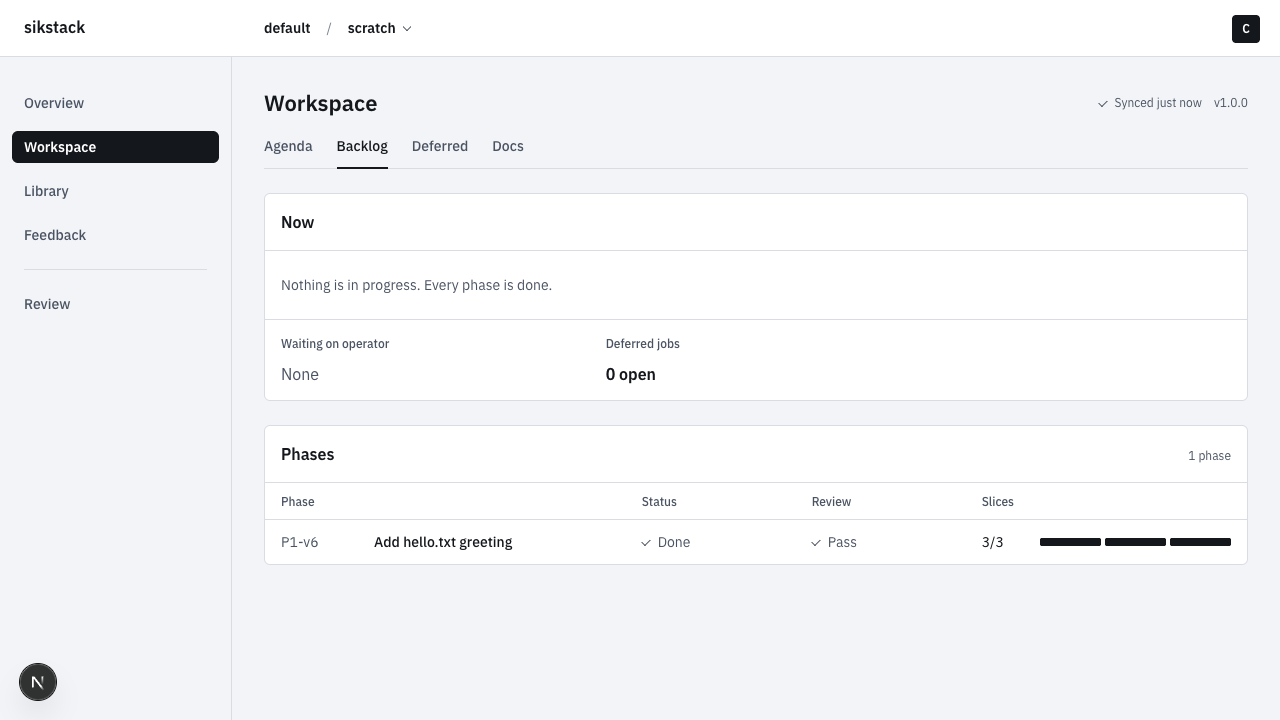 sikstack
default / scratch
C
Overview
Workspace
Library
Feedback
Review
Workspace
Synced just now v1.0.0
Agenda Backlog Deferred Docs
Now
Nothing is in progress. Every phase is done.
Waiting on operator Deferred jobs
None 0 open
Phases 1 phase
Phase Status Review Slices
P1-v6 Add hello.txt greeting Done Pass 3/3
N